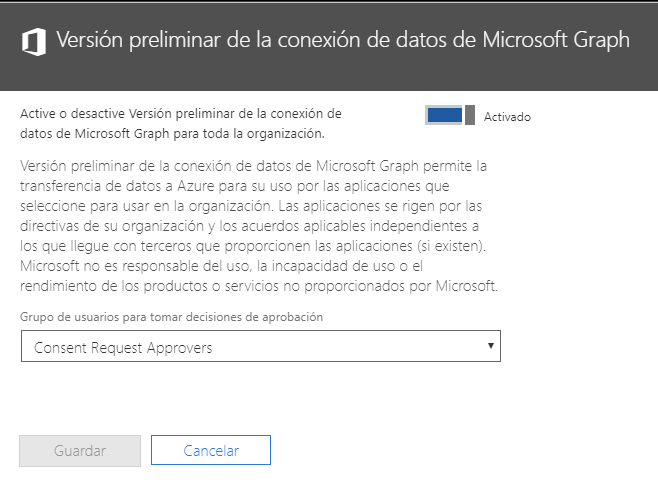 Versión preliminar de la conexión de datos de Microsoft Graph
Active o desactive Versión preliminar de la conexión de
datos de Microsoft Graph para toda la organización.
Activado
Versión preliminar de la conexión de datos de Microsoft Graph permite la
transferencia de datos a Azure para su uso por las aplicaciones que
seleccione para usar en la organización. Las aplicaciones se rigen por las
directivas de su organización y los acuerdos aplicables independientes a
los que llegue con terceros que proporcionen las aplicaciones (si existen).
Microsoft no es responsable del uso, la incapacidad de uso o el
rendimiento de los productos o servicios no proporcionados por Microsoft.
Grupo de usuarios para tomar decisiones de aprobación
Consent Request Approvers
Guardar
Cancelar